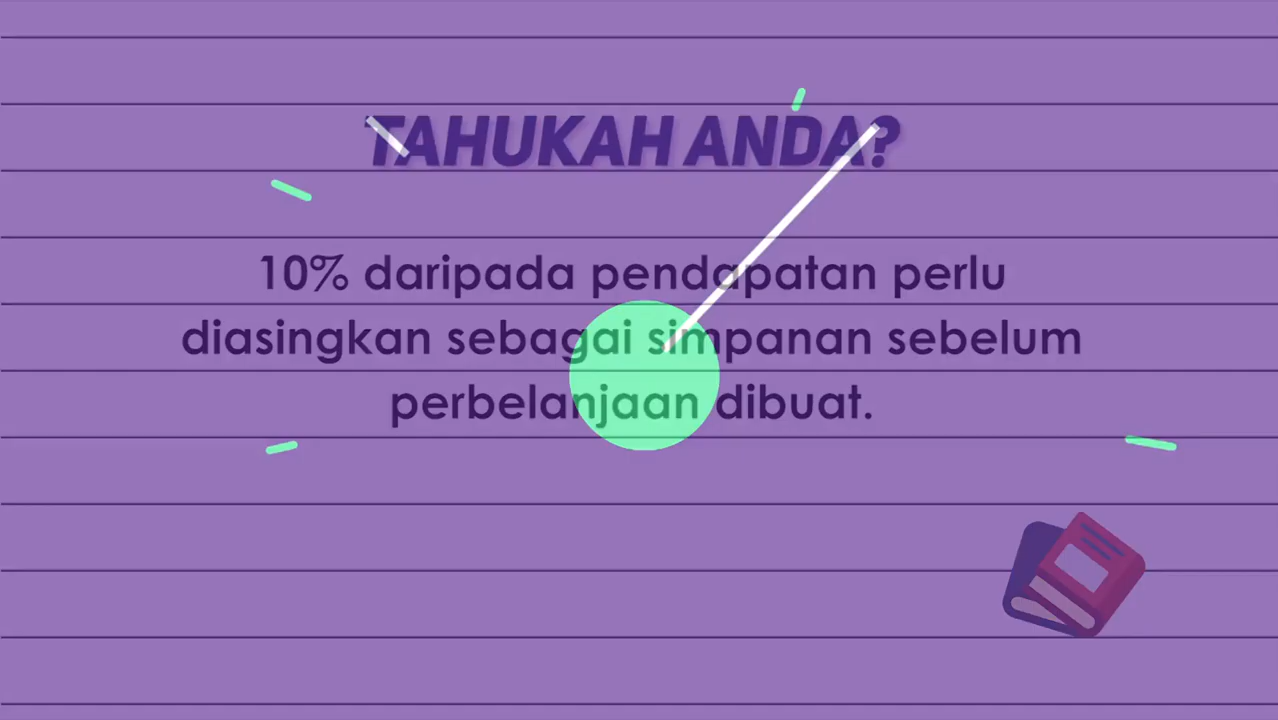 TAHUKAH ANDA?
10% daripada pendapatan perlu
diasingkan sebagai simpanan sebelum
perbelanjaan dibuat.